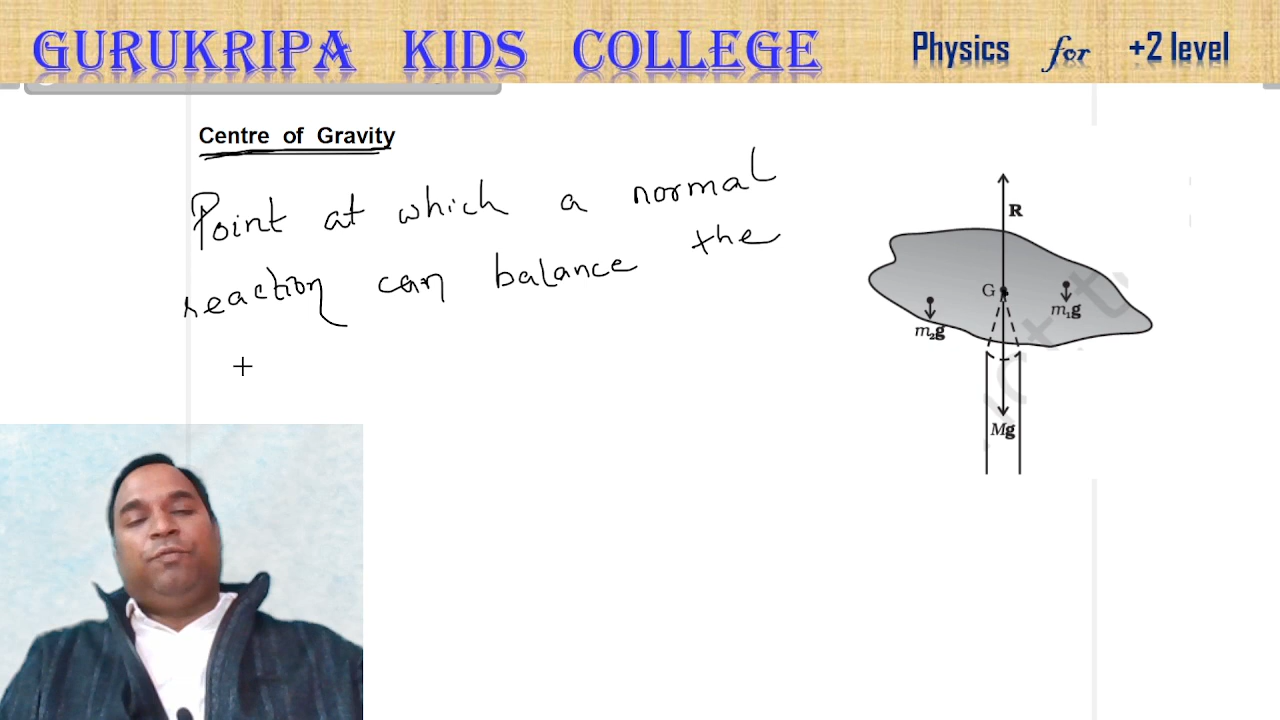 GURUKRIPA KIDS COLLEGE
Physics for +2 level
Centre of Gravity
Point at which a normal
reaction can balance the
R
G
m₁g
m₂g
Mg